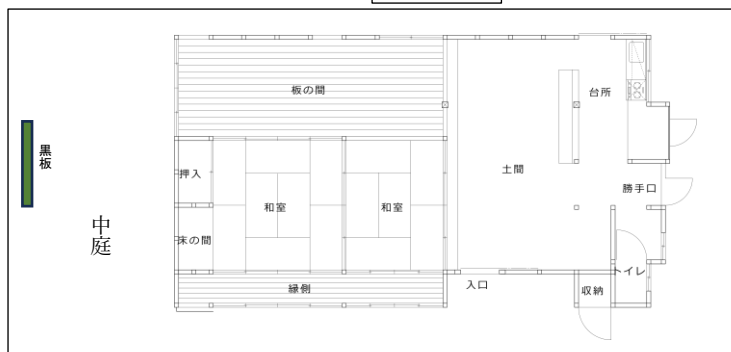 板の間
台所
黒板
押入
土間
和室
和室
勝手口
中庭
床の間
トイレ
入口
縁側
収納